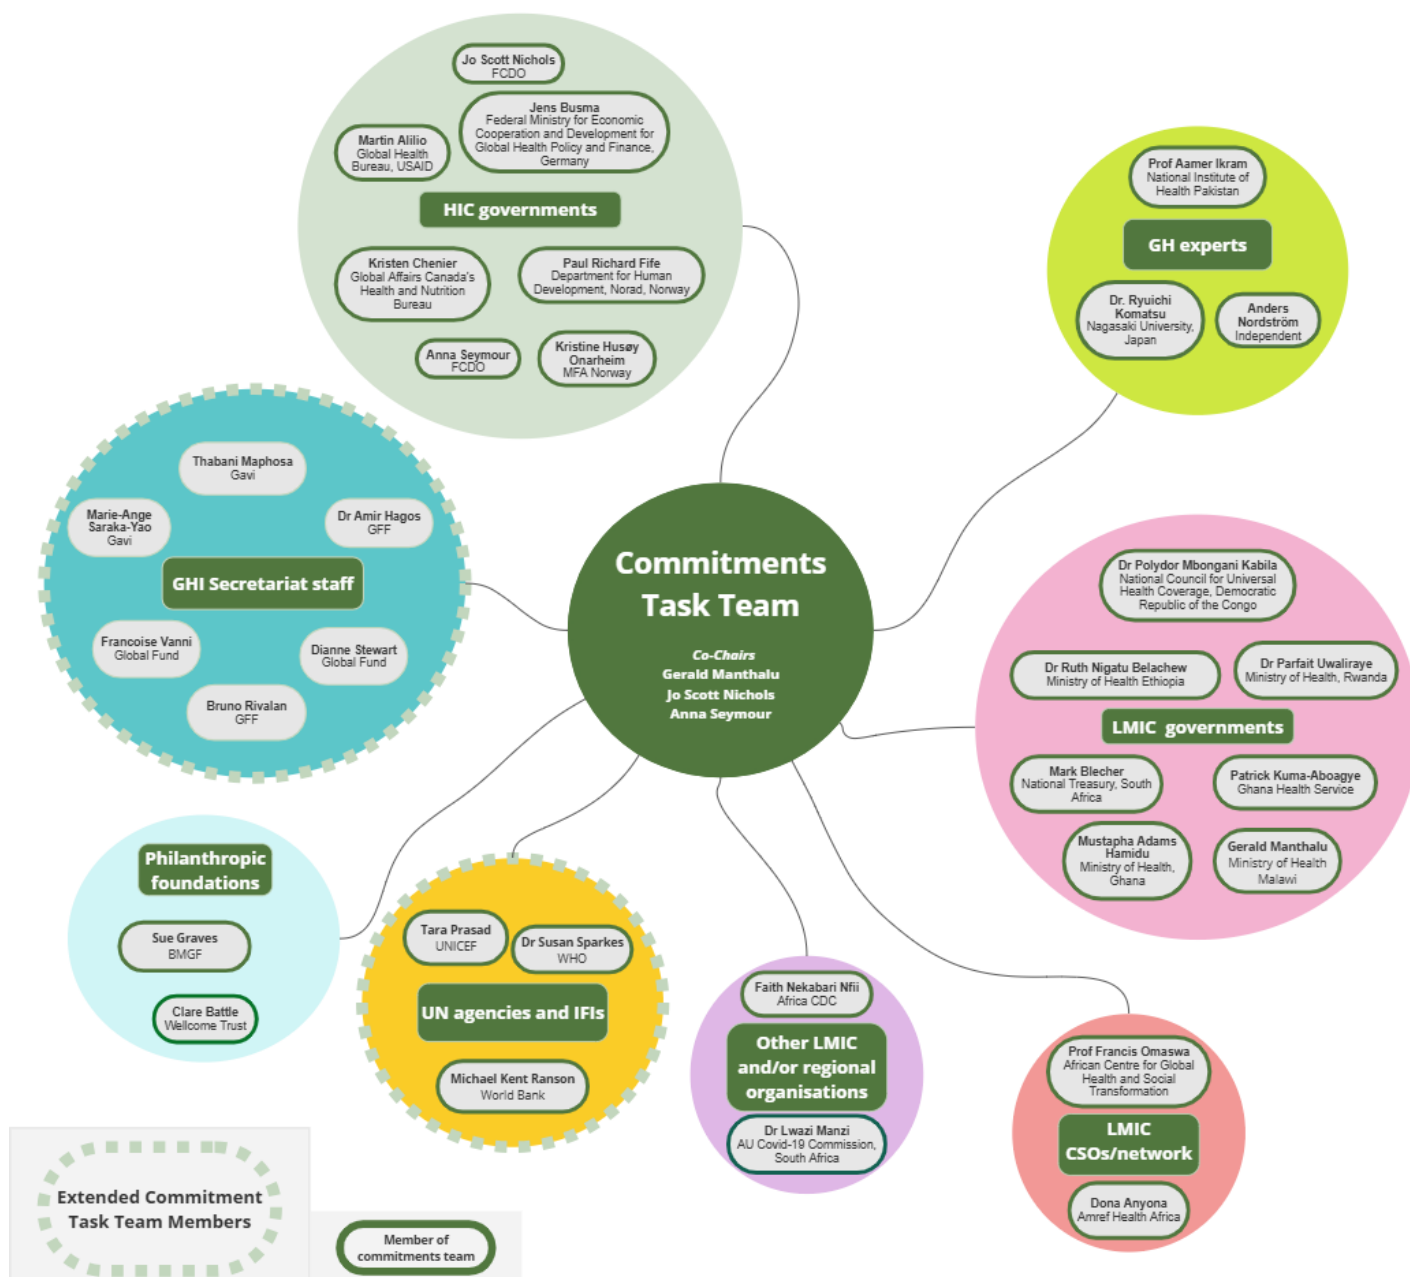 Jo Scott Nichols
FCDO
Jens Busma
Federal Ministry for Economic
Cooperation and Development for
Global Health Policy and Finance,
Germany
Martin Alilio
Global Health
Bureau, USAID
HIC governments
Kristen Chenier
Global Affairs Canada's
Health and Nutrition
Bureau
Paul Richard Fife
Department for Human
Development, Norad, Norway
Anna Seymour
FCDO
Kristine Husøy
Onarheim
MFA Norway
Prof Aamer Ikram
National Institute of
Health Pakistan
GH experts
Dr. Ryuichi
Komatsu
Nagasaki University,
Japan
Anders
Nordström
Independent
Thabani Maphosa
Gavi
Marie-Ange
Saraka-Yao
Gavi
Dr Amir Hagos
GFF
GHI Secretariat staff
Francoise Vanni
Global Fund
Dianne Stewart
Global Fund
Bruno Rivalan
GFF
Commitments
Task Team
Co-Chairs
Gerald Manthalu
Jo Scott Nichols
Anna Seymour
Dr Polydor Mbongani Kabila
National Council for Universal
Health Coverage, Democratic
Republic of the Congo
Dr Ruth Nigatu Belachew
Ministry of Health Ethiopia
Dr Parfait Uwaliraye
Ministry of Health, Rwanda
LMIC governments
Mark Blecher
National Treasury, South
Africa
Patrick Kuma-Aboagye
Ghana Health Service
Mustapha Adams
Hamidu
Ministry of Health,
Ghana
Gerald Manthalu
Ministry of Health
Malawi
Philanthropic
foundations
Sue Graves
BMGF
Clare Battle
Wellcome Trust
Tara Prasad
UNICEF
Dr Susan Sparkes
WHO
UN agencies and IFIs
Michael Kent Ranson
World Bank
Faith Nekabari Nfii
Africa CDC
Other LMIC
and/or regional
organisations
Dr Lwazi Manzi
AU Covid-19 Commission,
South Africa
Prof Francis Omaswa
African Centre for Global
Health and Social
Transformation
LMIC
CSOs/network
Dona Anyona
Amref Health Africa
Extended Commitment
Task Team Members
Member of
commitments team